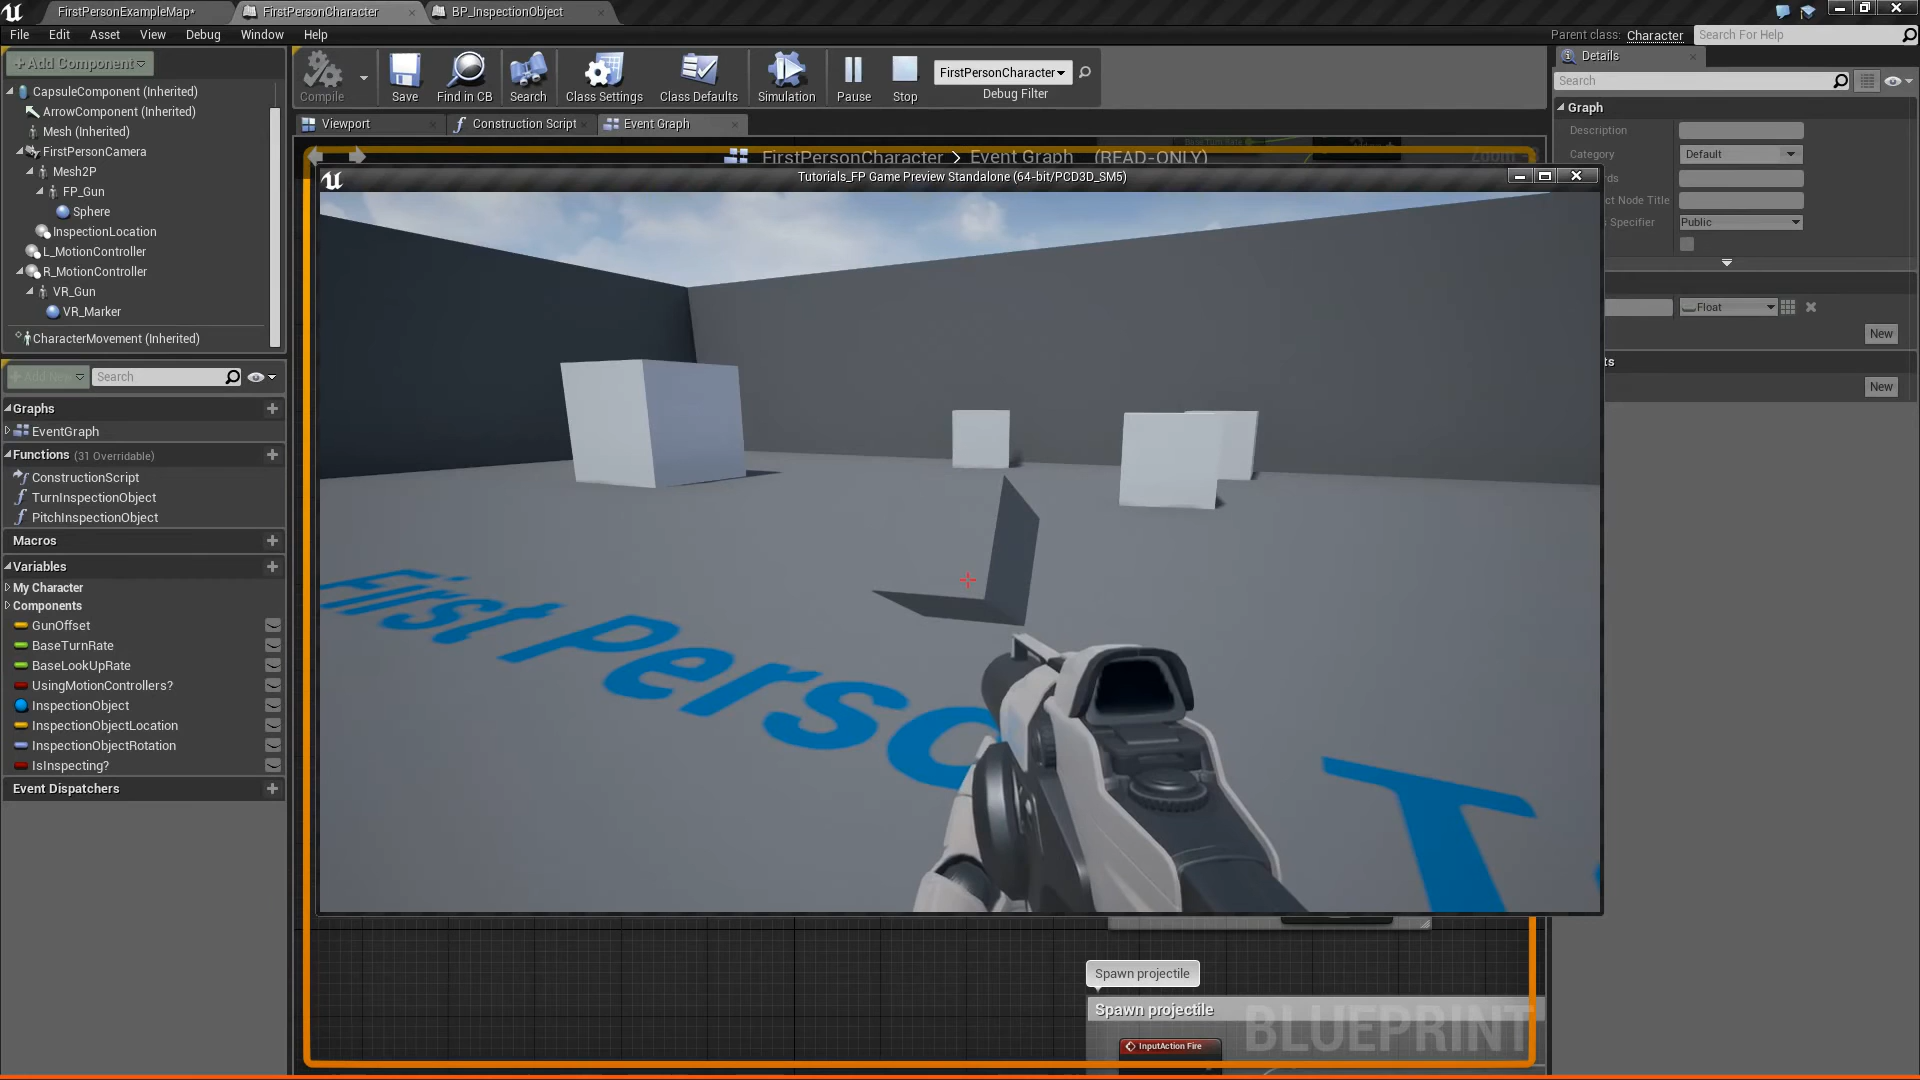 FirstPersonExampleMap*
FirstPersonCharacter
BP_InspectionObject
File Edit Asset View Debug Window Help
Parent class: Character
Search For Help
+Add Component
CapsuleComponent (Inherited)
ArrowComponent (Inherited)
Mesh (Inherited)
FirstPersonCamera
Mesh2P
FP_Gun
Sphere
InspectionLocation
L_MotionController
R_MotionController
VR_Gun
VR_Marker
CharacterMovement (Inherited)
+Add New
Search
Graphs
EventGraph
Functions (31 Overridable)
ConstructionScript
TurnInspectionObject
PitchInspectionObject
Macros
Variables
My Character
Components
GunOffset
BaseTurnRate
BaseLookUpRate
UsingMotionControllers?
InspectionObject
InspectionObjectLocation
InspectionObjectRotation
IsInspecting?
Event Dispatchers
Compile
Save
Find in CB
Search
Class Settings
Class Defaults
Simulation
Pause
Stop
FirstPersonCharacter
Debug Filter
Viewport
Construction Script
Event Graph
FirstPersonCharacter > Event Graph (READ-ONLY)
Tutorials_FP Game Preview Standalone (64-bit/PCD3D_SM5)
First Perso
T
Spawn projectile
Spawn projectile
InputAction Fire
BLUEPRINT
Details
Search
Graph
Description
Category
Default
ct Node Title
s Specifier
Public
Float
New
ts
New